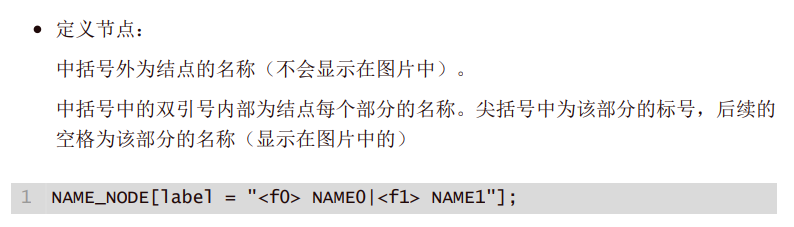 定义节点：
中括号外为结点的名称（不会显示在图片中）。
中括号中的双引号内部为结点每个部分的名称。尖括号中为该部分的标号，后续的
空格为该部分的名称（显示在图片中的）
1 NAME_NODE[label = "<f0> NAME0|<f1> NAME1"];